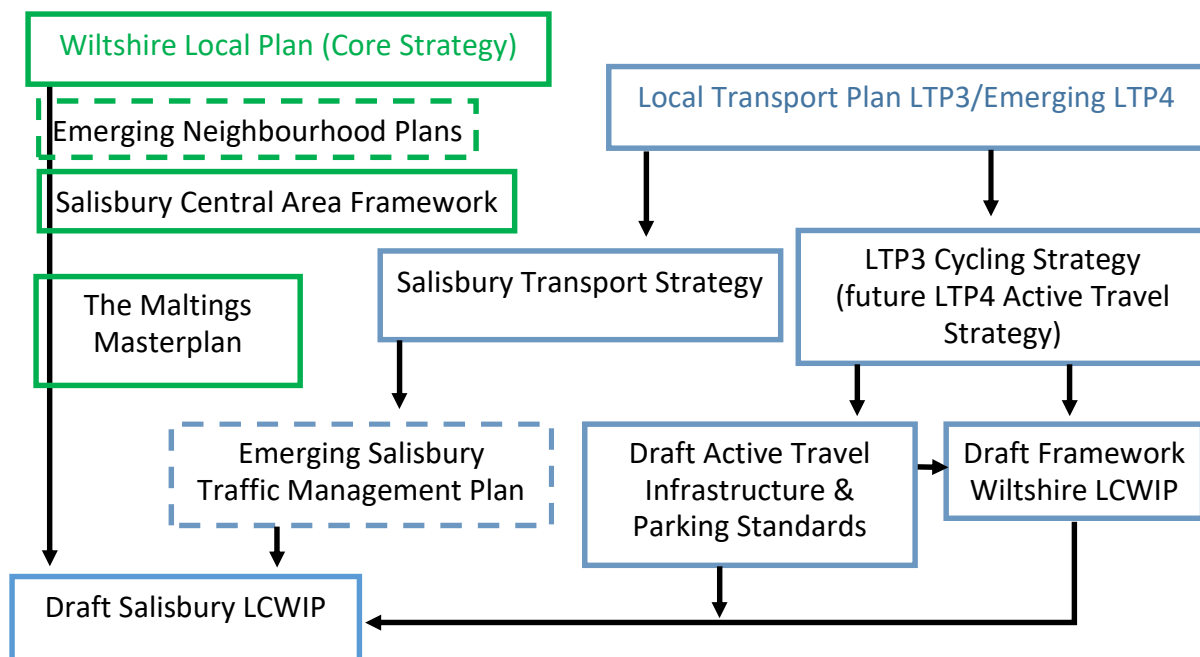 Wiltshire Local Plan (Core Strategy)
Local Transport Plan LTP3/Emerging LTP4
Emerging Neighbourhood Plans
Salisbury Central Area Framework
Salisbury Transport Strategy
LTP3 Cycling Strategy
(future LTP4 Active Travel
Strategy)
The Maltings
Masterplan
Emerging Salisbury
Traffic Management Plan
Draft Active Travel
Infrastructure &
Parking Standards
Draft Framework
Wiltshire LCWIP
Draft Salisbury LCWIP